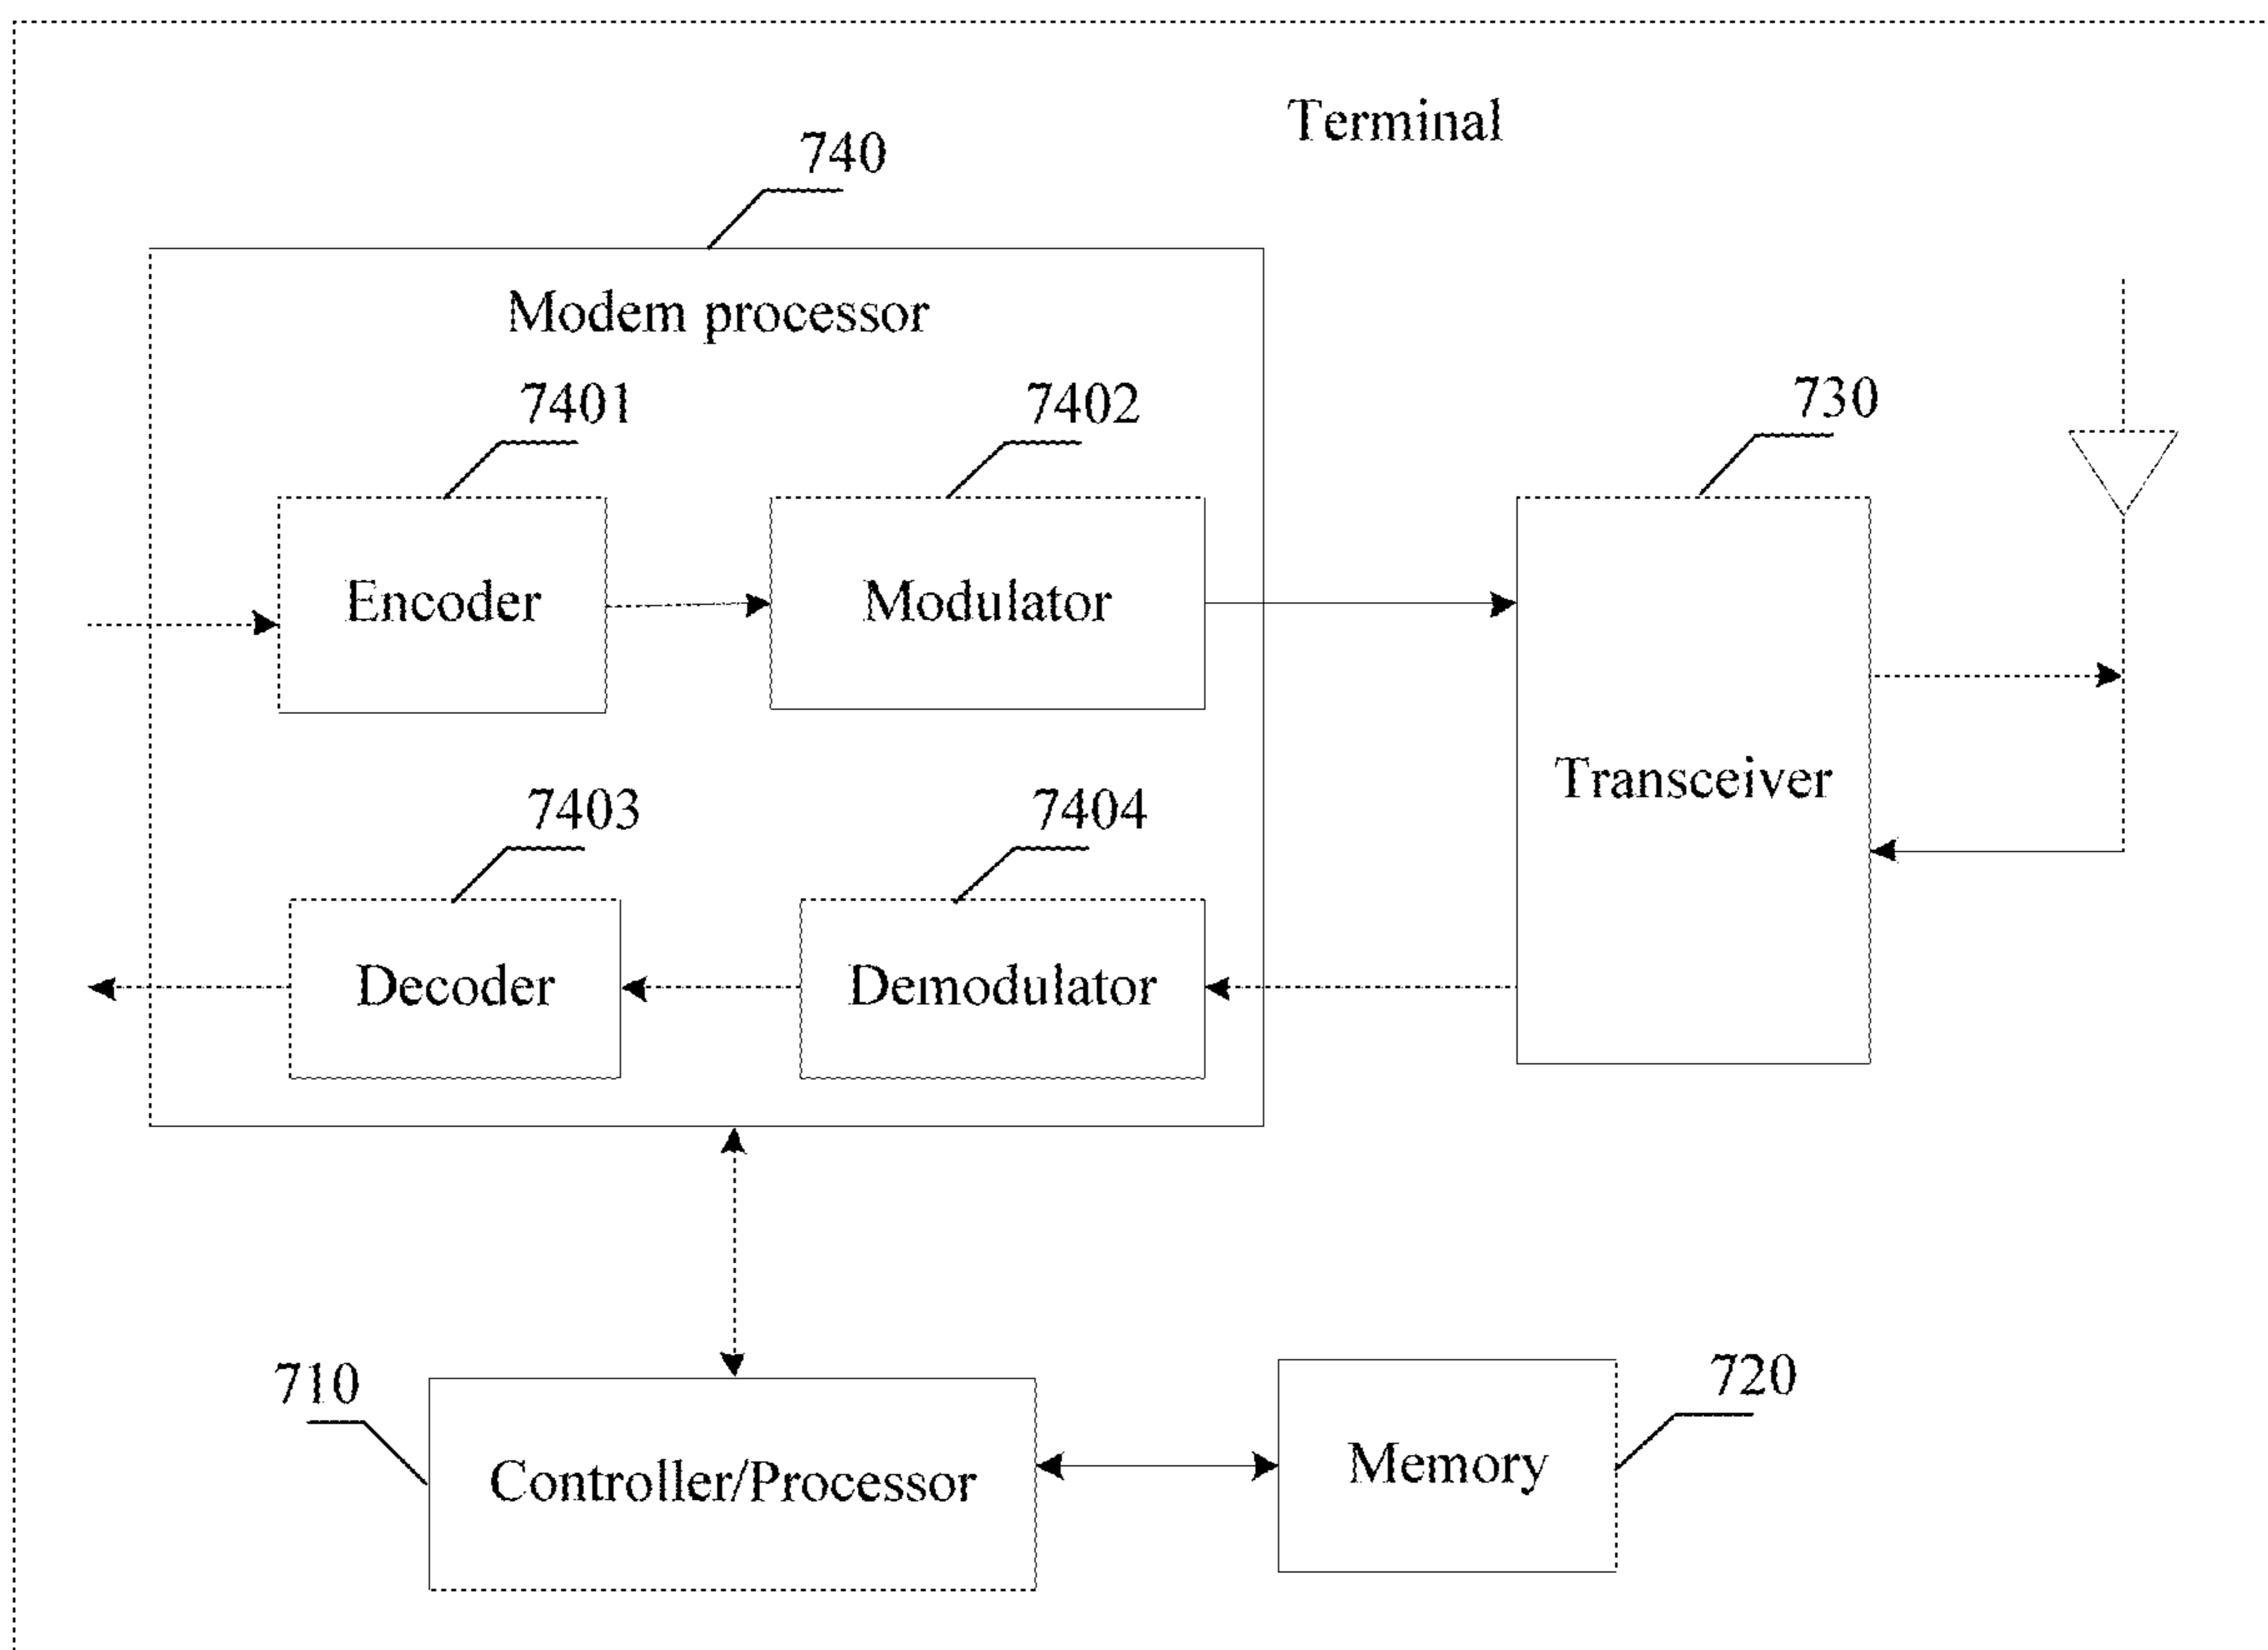 Terminal
740
Modem processor
7401
7402
730
Encoder
Modulator
Transceiver
7403
7404
Decoder
Demodulator
710
720
Controller/Processor
Memory